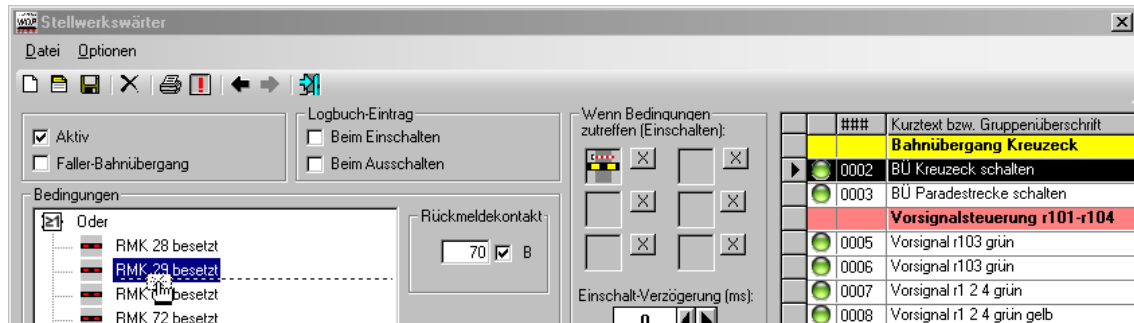 Stellwerkswärter
Datei Optionen
Aktiv
Faller-Bahnübergang
Logbuch-Eintrag
Beim Einschalten
Beim Ausschalten
Bedingungen
Oder
RMK 28 besetzt
RMK 29 besetzt
RMK besetzt
RMK 72 besetzt
Rückmeldekontakt
70 B
Wenn Bedingungen
zutreffen (Einschalten):
X X
X X
X X
Einschalt-Verzögerung (ms):
0
### Kurztext bzw. Gruppenüberschrift
Bahnübergang Kreuzeck
0002 BÜ Kreuzeck schalten
0003 BÜ Paradestrecke schalten
Vorsignalsteuerung r101-r104
0005 Vorsignal r103 grün
0006 Vorsignal r103 grün
0007 Vorsignal r1 2 4 grün
0008 Vorsignal r1 2 4 grün gelb